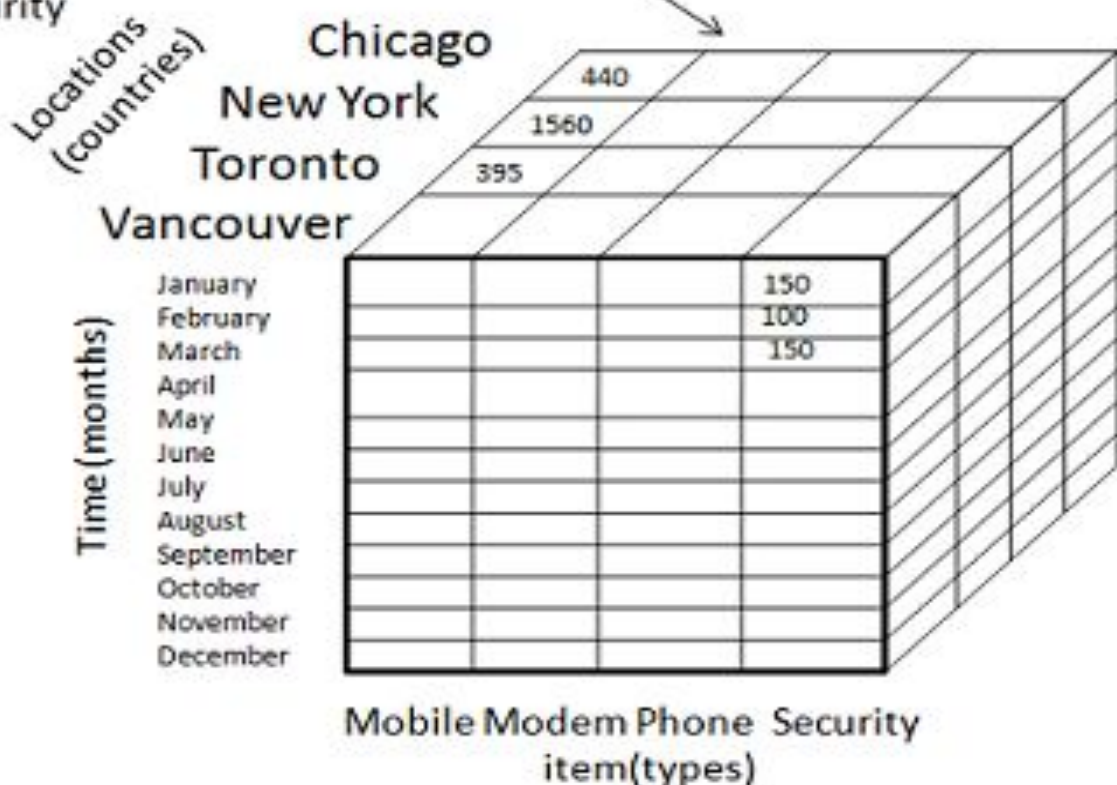 Locations
(countries)
Chicago
New York
Toronto
Vancouver
440
1560
395
Time(months)
January 150
February 100
March 150
April
May
June
July
August
September
October
November
December
Mobile Modem Phone Security
item(types)